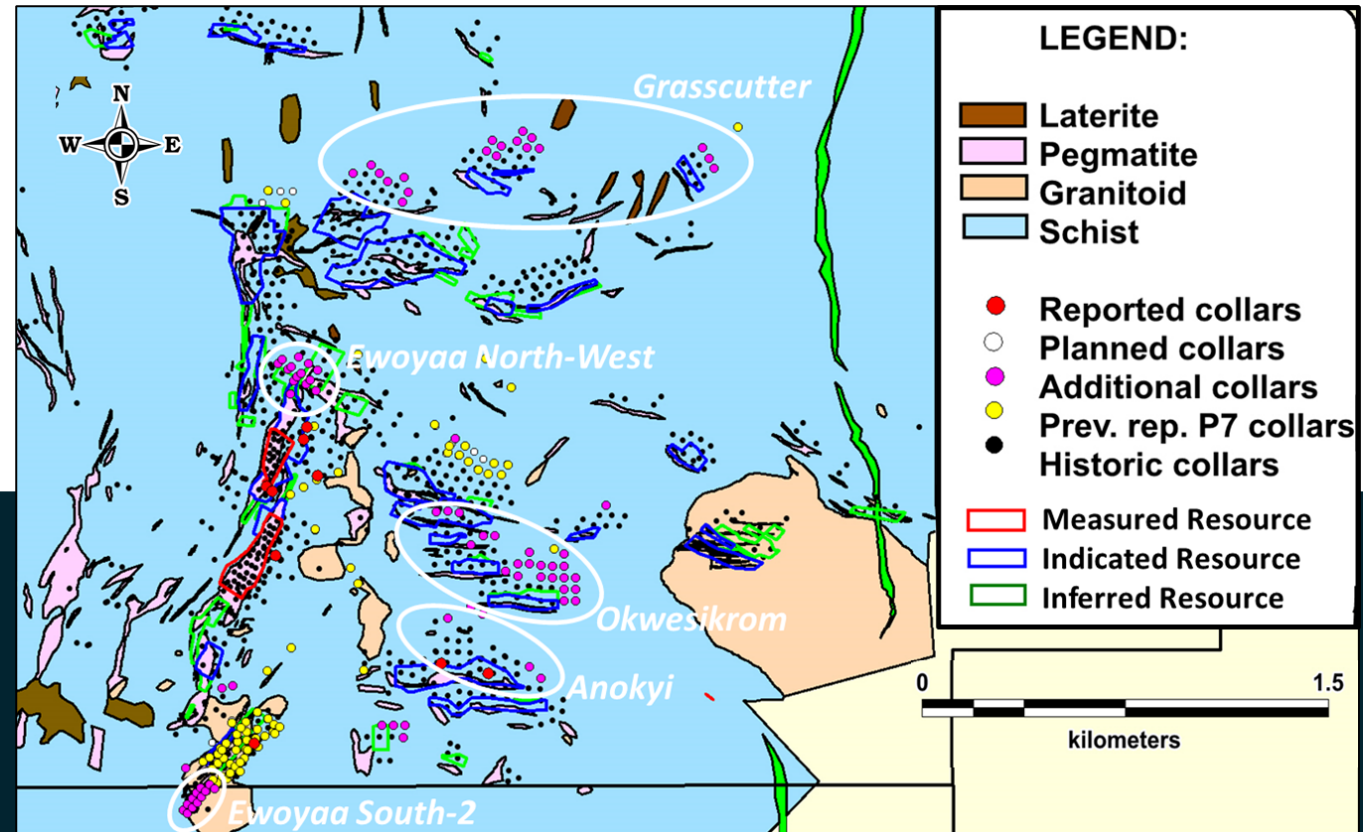 Grasscutter
N
W E
S
Ewoyaa North-West
Okwesikrom
Anokyi
Ewoyaa South-2
LEGEND:
Laterite
Pegmatite
Granitoid
Schist
Reported collars
Planned collars
Additional collars
Prev. rep. P7 collars
Historic collars
Measured Resource
Indicated Resource
Inferred Resource
0 1.5
kilometers